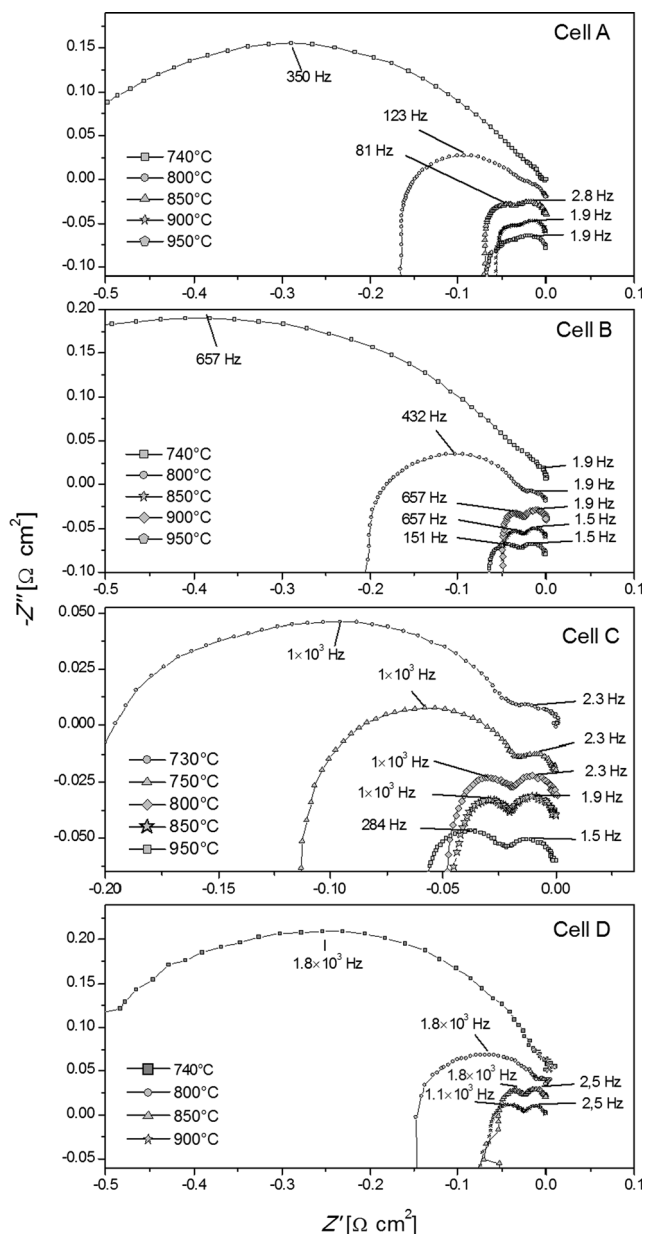 Cell A
0.15
0.10
0.05
0.00
-0.05
-0.10
350 Hz
123 Hz
81 Hz
2.8 Hz
1.9 Hz
1.9 Hz
740°C
800°C
850°C
900°C
950°C
-0.5 -0.4 -0.3 -0.2 -0.1 0.0 0.1
Cell B
0.20
0.15
0.10
0.05
0.00
-0.05
-0.10
657 Hz
432 Hz
1.9 Hz
1.9 Hz
657 Hz 1.9 Hz
657 Hz 1.5 Hz
151 Hz 1.5 Hz
740°C
800°C
850°C
900°C
950°C
-0.5 -0.4 -0.3 -0.2 -0.1 0.0 0.1
-Z'' [Ω cm²]
Cell C
0.050
0.025
0.000
-0.025
-0.050
1×10³ Hz
1×10³ Hz
2.3 Hz
2.3 Hz
1×10³ Hz 2.3 Hz
1×10³ Hz 1.9 Hz
284 Hz 1.5 Hz
730°C
750°C
800°C
850°C
950°C
-0.20 -0.15 -0.10 -0.05 0.00
Cell D
0.20
0.15
0.10
0.05
0.00
-0.05
1.8×10³ Hz
1.8×10³ Hz
1.8×10³ Hz 2,5 Hz
1.1×10³ Hz 2,5 Hz
740°C
800°C
850°C
900°C
-0.5 -0.4 -0.3 -0.2 -0.1 0.0 0.1
Z' [Ω cm²]